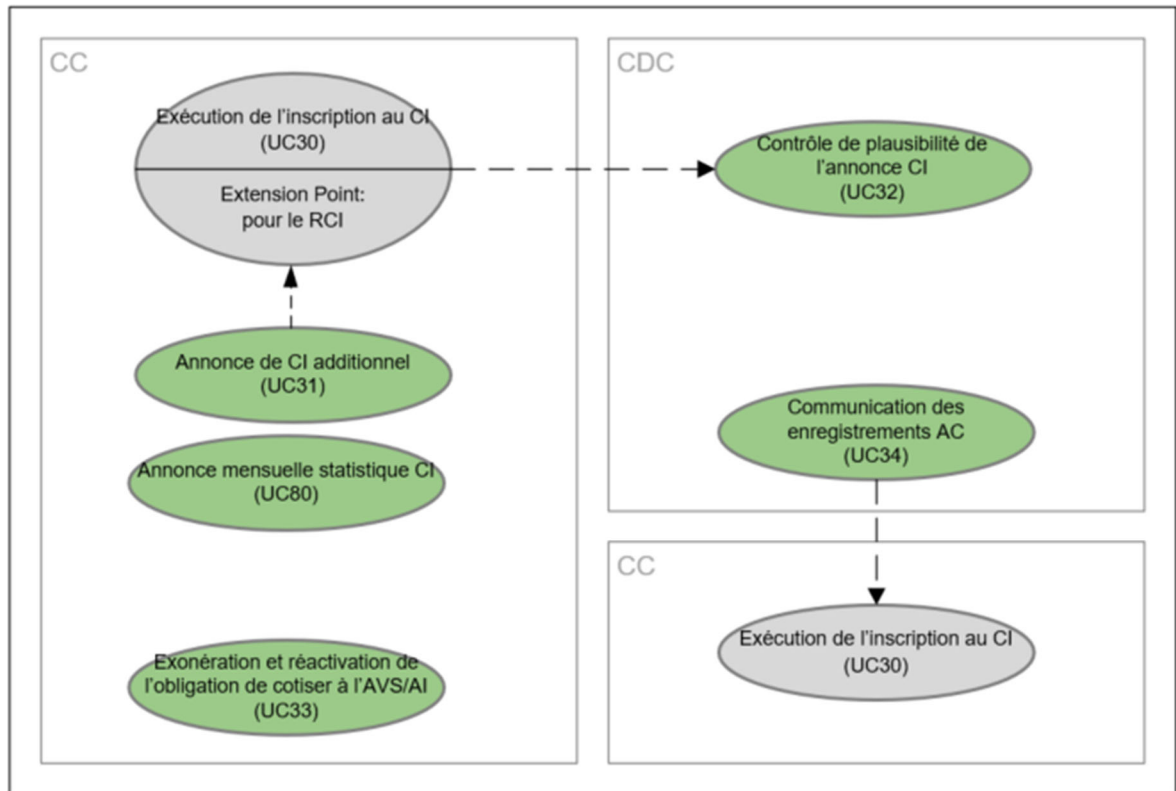 CC
Exécution de l'inscription au CI
(UC30)
Extension Point:
pour le RCI
Annonce de CI additionnel
(UC31)
Annonce mensuelle statistique CI
(UC80)
Exonération et réactivation de
l'obligation de cotiser à l'AVS/AI
(UC33)
CDC
Contrôle de plausibilité de
l'annonce CI
(UC32)
Communication des
enregistrements AC
(UC34)
CC
Exécution de l'inscription au CI
(UC30)